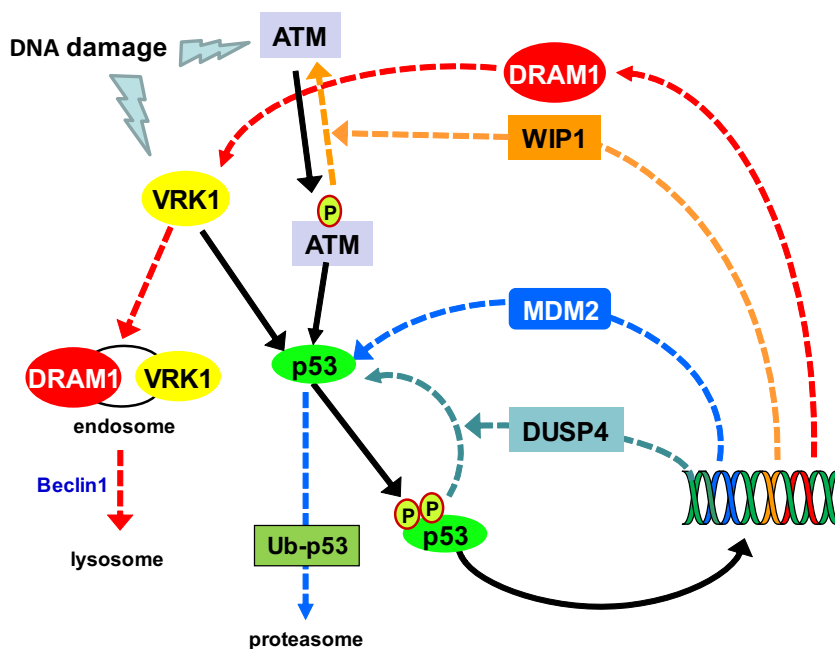 ATM
DNA damage
DRAM1
WIP1
VRK1
P
ATM
MDM2
p53
DRAM1
VRK1
endosome
DUSP4
Beclin1
P
P
p53
Ub-p53
lysosome
proteasome